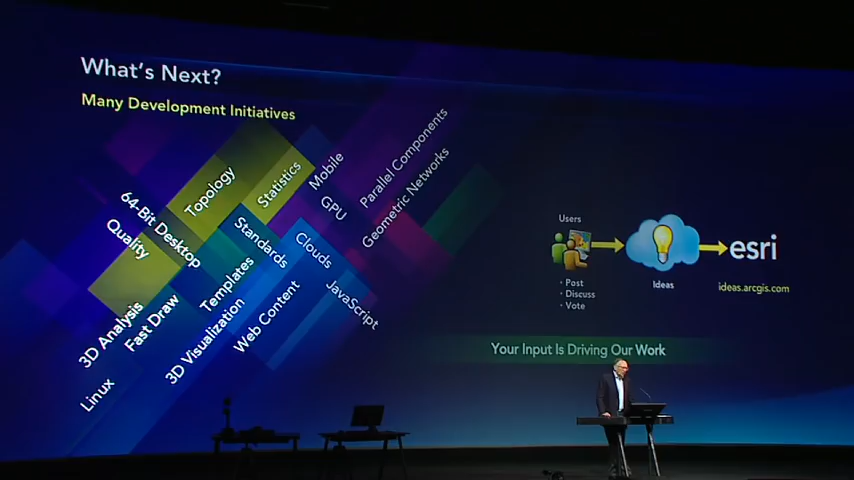 What's Next?
Many Development Initiatives
Topology
Statistics
Mobile
Parallel Components
GPU
Geometric Networks
64-Bit Desktop
Quality
Standards
Clouds
Templates
JavaScript
3D Analysis
Fast Draw
3D Visualization
Web Content
Linux
Users
• Post
• Discuss
• Vote
Ideas
esri
ideas.arcgis.com
Your Input Is Driving Our Work